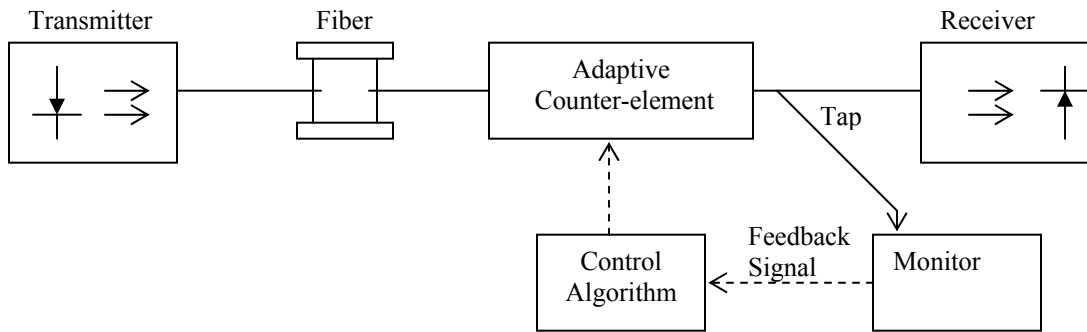 Transmitter
Fiber
Receiver
Adaptive
Counter-element
Tap
Control
Algorithm
Feedback
Signal
Monitor